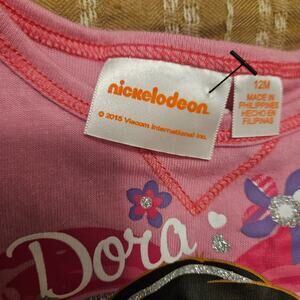 nickelodeon
© 2015 Viacom International Inc.
12M
MADE IN
PHILIPPINES
HECHO EN
FILIPINAS
Dora